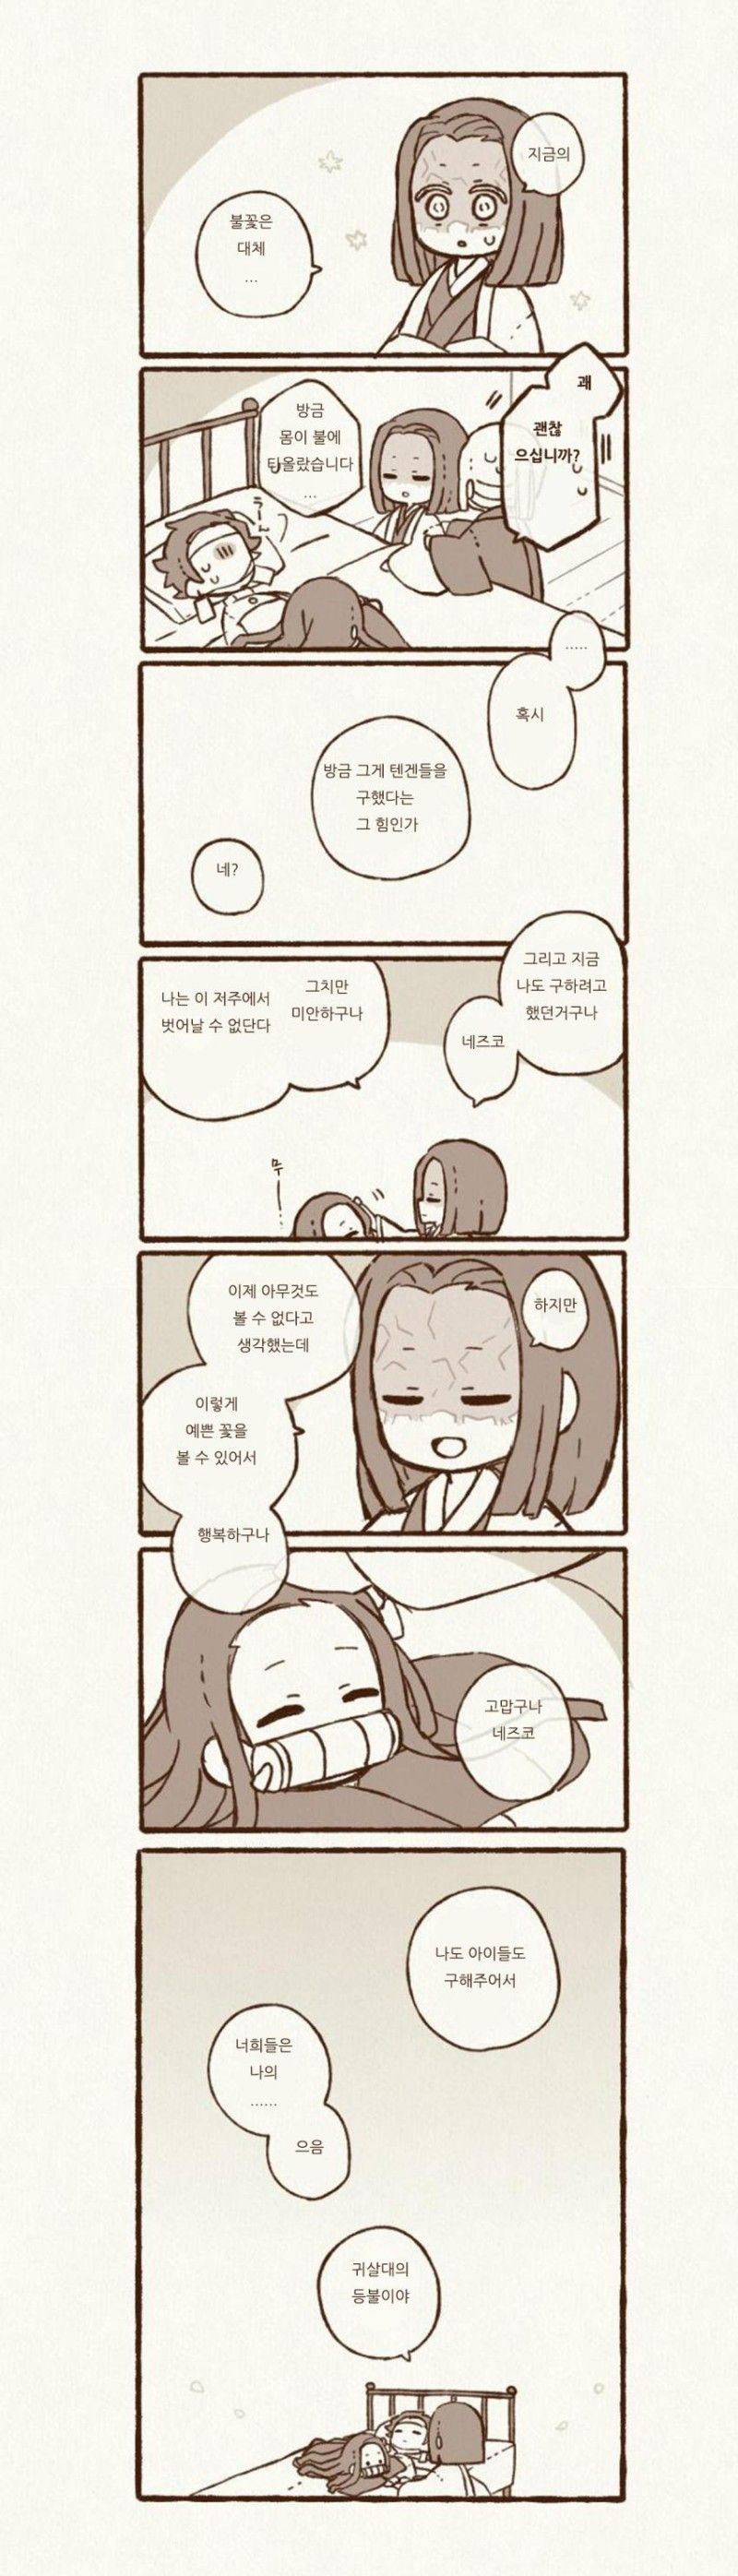 지금의
불꽃은
대체
...
괘
괜찮
으십니까?
방금
몸이 불에
타올랐습니다
...
うーん
.....
혹시
방금 그게 텐겐들을
구했다는
그 힘인가
네?
그리고 지금
나도 구하려고
했던거구나
네즈코
그치만
미안하구나
나는 이 저주에서
벗어날 수 없단다
무
하지만
이제 아무것도
볼 수 없다고
생각했는데
이렇게
예쁜 꽃을
볼 수 있어서
행복하구나
고맙구나
네즈코
나도 아이들도
구해주어서
너희들은
나의
......
으음
귀살대의
등불이야